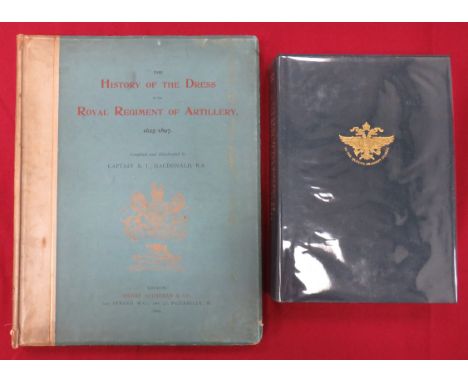 THE
HISTORY OF THE DRESS
OF THE
ROYAL REGIMENT OF ARTILLERY,
1625-1897.
Compiled and Illustrated by
CAPTAIN R. J. MACDONALD, R.A.
LONDON
HENRY SOTHERAN & CO.
PICCADILLY, W.